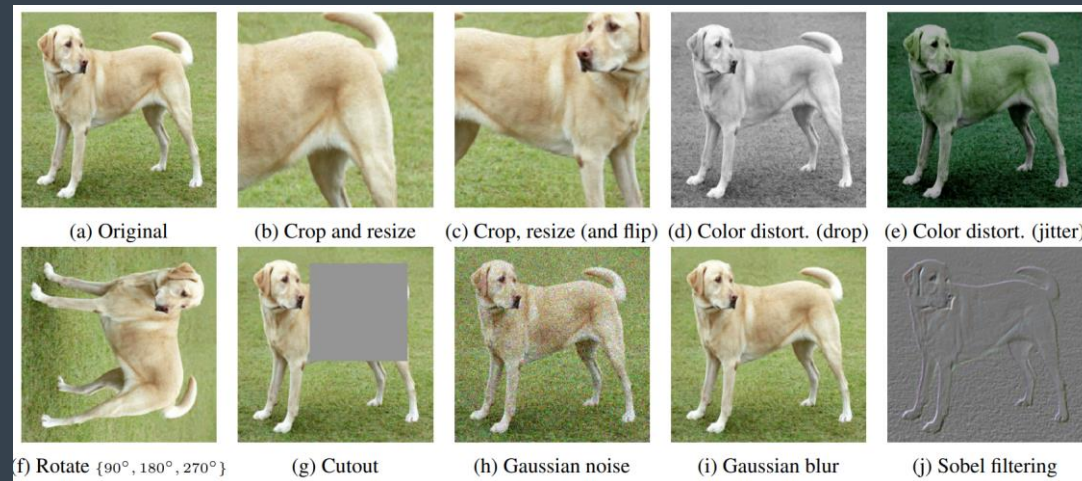 (a) Original
(b) Crop and resize
(c) Crop, resize (and flip)
(d) Color distort. (drop)
(e) Color distort. (jitter)
(f) Rotate {90°, 180°, 270°}
(g) Cutout
(h) Gaussian noise
(i) Gaussian blur
(j) Sobel filtering